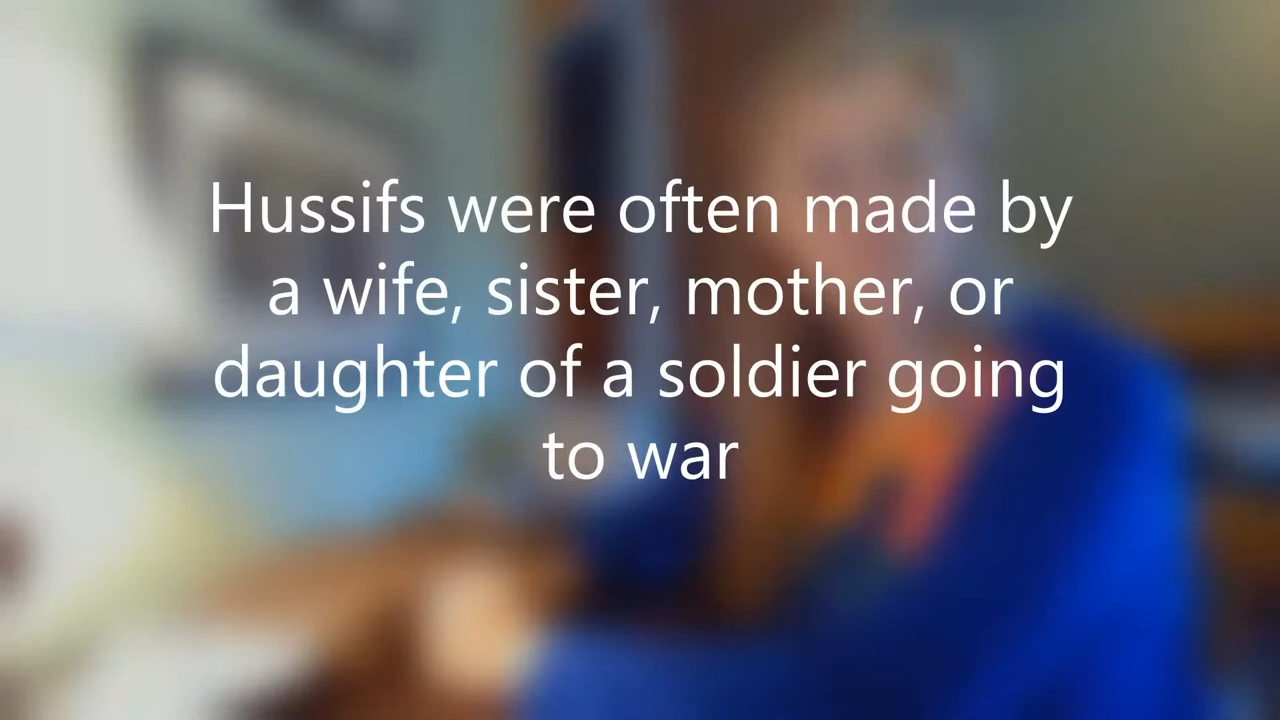 Hussifs were often made by
a wife, sister, mother, or
daughter of a soldier going
to war